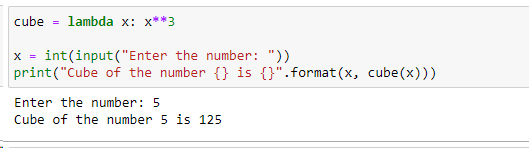 cube = lambda x: x**3
x = int(input("Enter the number: "))
print("Cube of the number {} is {}".format(x, cube(x)))
Enter the number: 5
Cube of the number 5 is 125